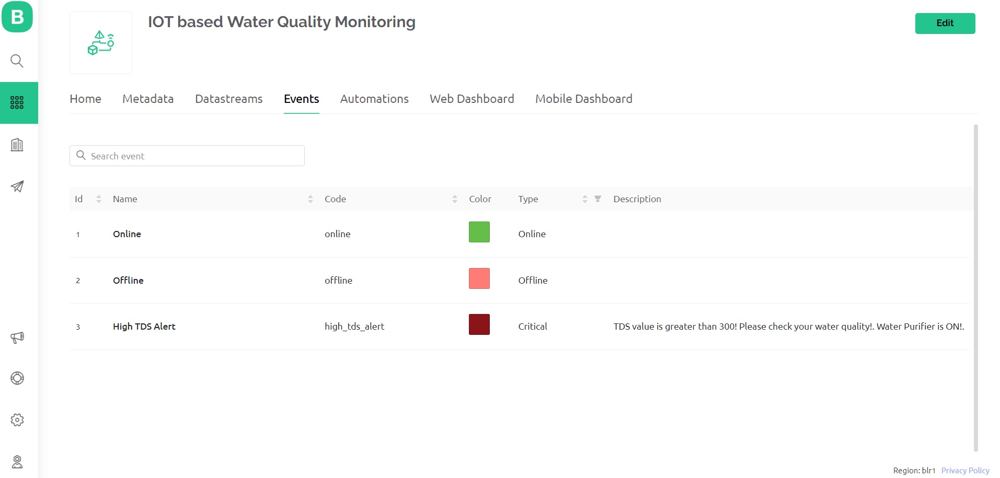 B
IOT based Water Quality Monitoring
Edit
Home Metadata Datastreams Events Automations Web Dashboard Mobile Dashboard
Search event
Id Name Code Color Type Description
1 Online online Online
2 Offline offline Offline
3 High TDS Alert high_tds_alert Critical TDS value is greater than 300! Please check your water quality!. Water Purifier is ON!.
Region: blr1 Privacy Policy